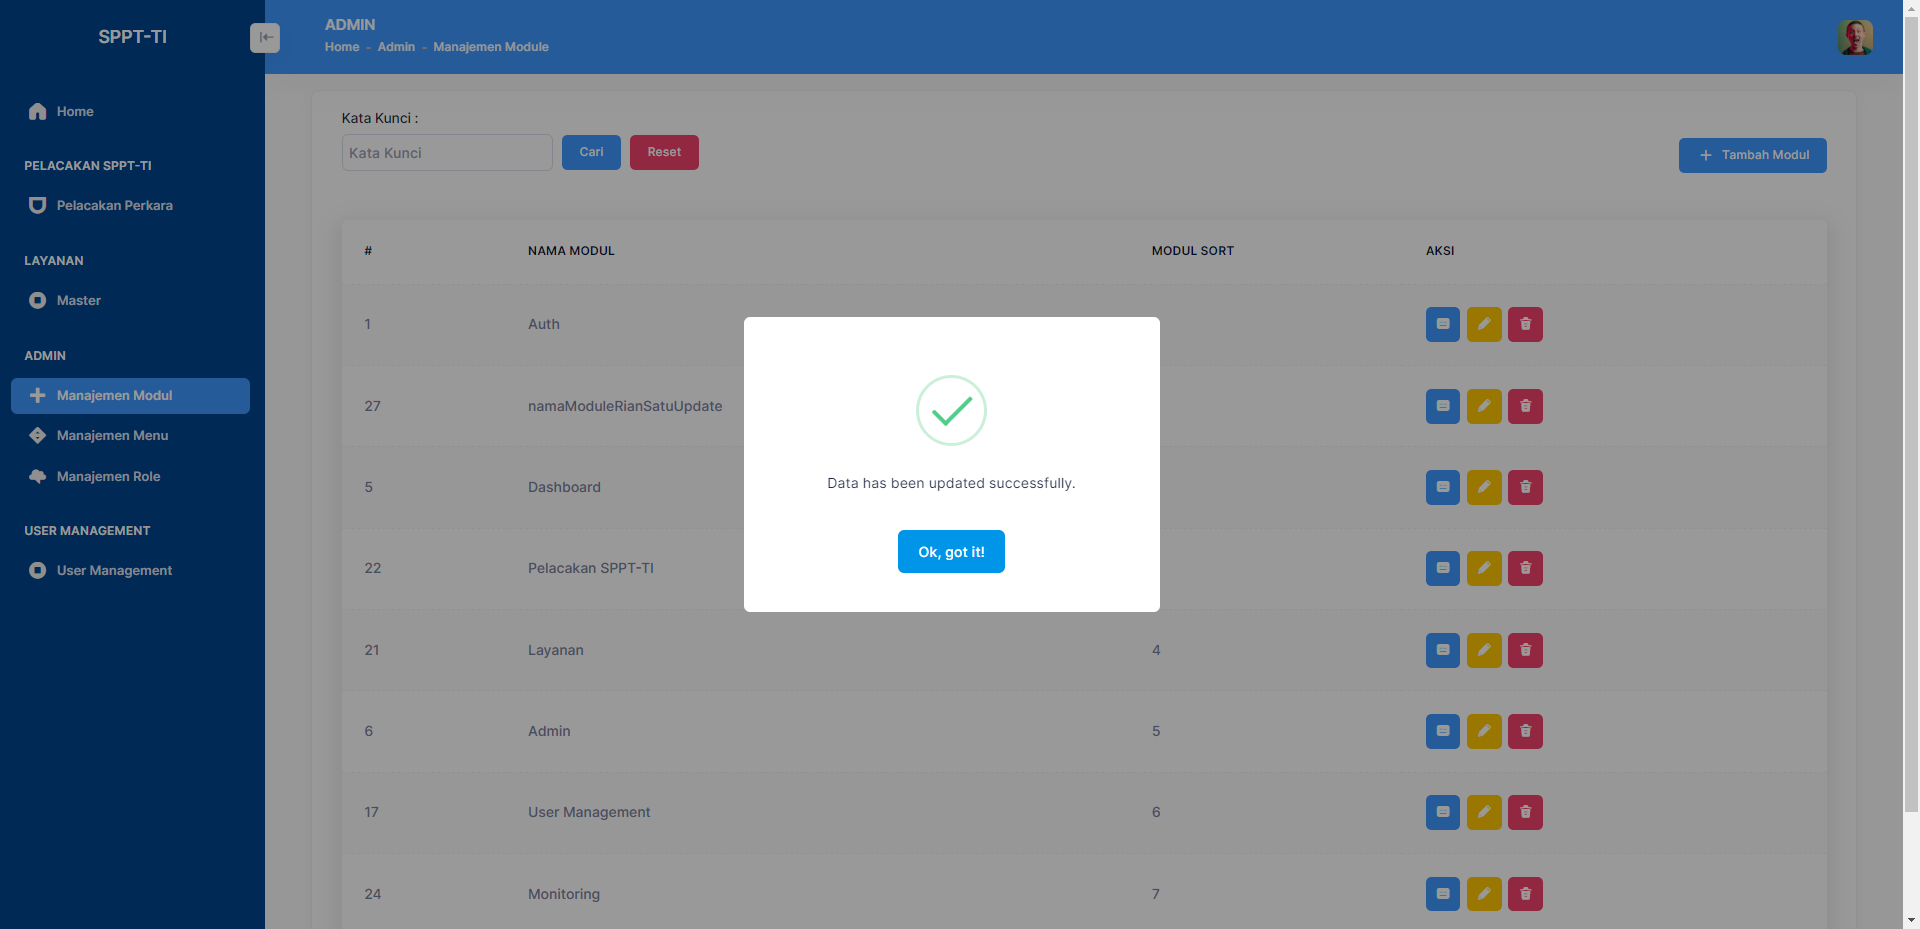 SPPT-TI
ADMIN
Home - Admin - Manajemen Module
Home
PELACAKAN SPPT-TI
Pelacakan Perkara
LAYANAN
Master
ADMIN
Manajemen Modul
Manajemen Menu
Manajemen Role
USER MANAGEMENT
User Management
Kata Kunci :
Kata Kunci
Cari
Reset
+ Tambah Modul
# NAMA MODUL MODUL SORT AKSI
1 Auth
27 namaModuleRianSatuUpdate
5 Dashboard
22 Pelacakan SPPT-TI
21 Layanan 4
6 Admin 5
17 User Management 6
24 Monitoring 7
Data has been updated successfully.
Ok, got it!